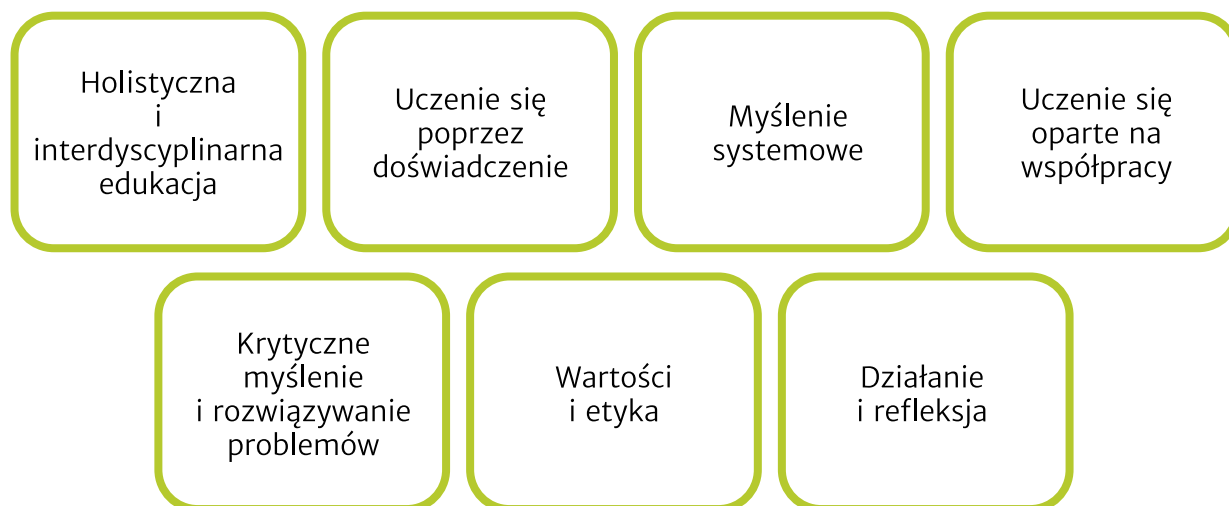 Holistyczna
i
interdyscyplinarna
edukacja
Uczenie się
poprzez
doświadczenie
Myślenie
systemowe
Uczenie się
oparte na
współpracy
Krytyczne
myślenie
i rozwiązywanie
problemów
Wartości
i etyka
Działanie
i refleksja